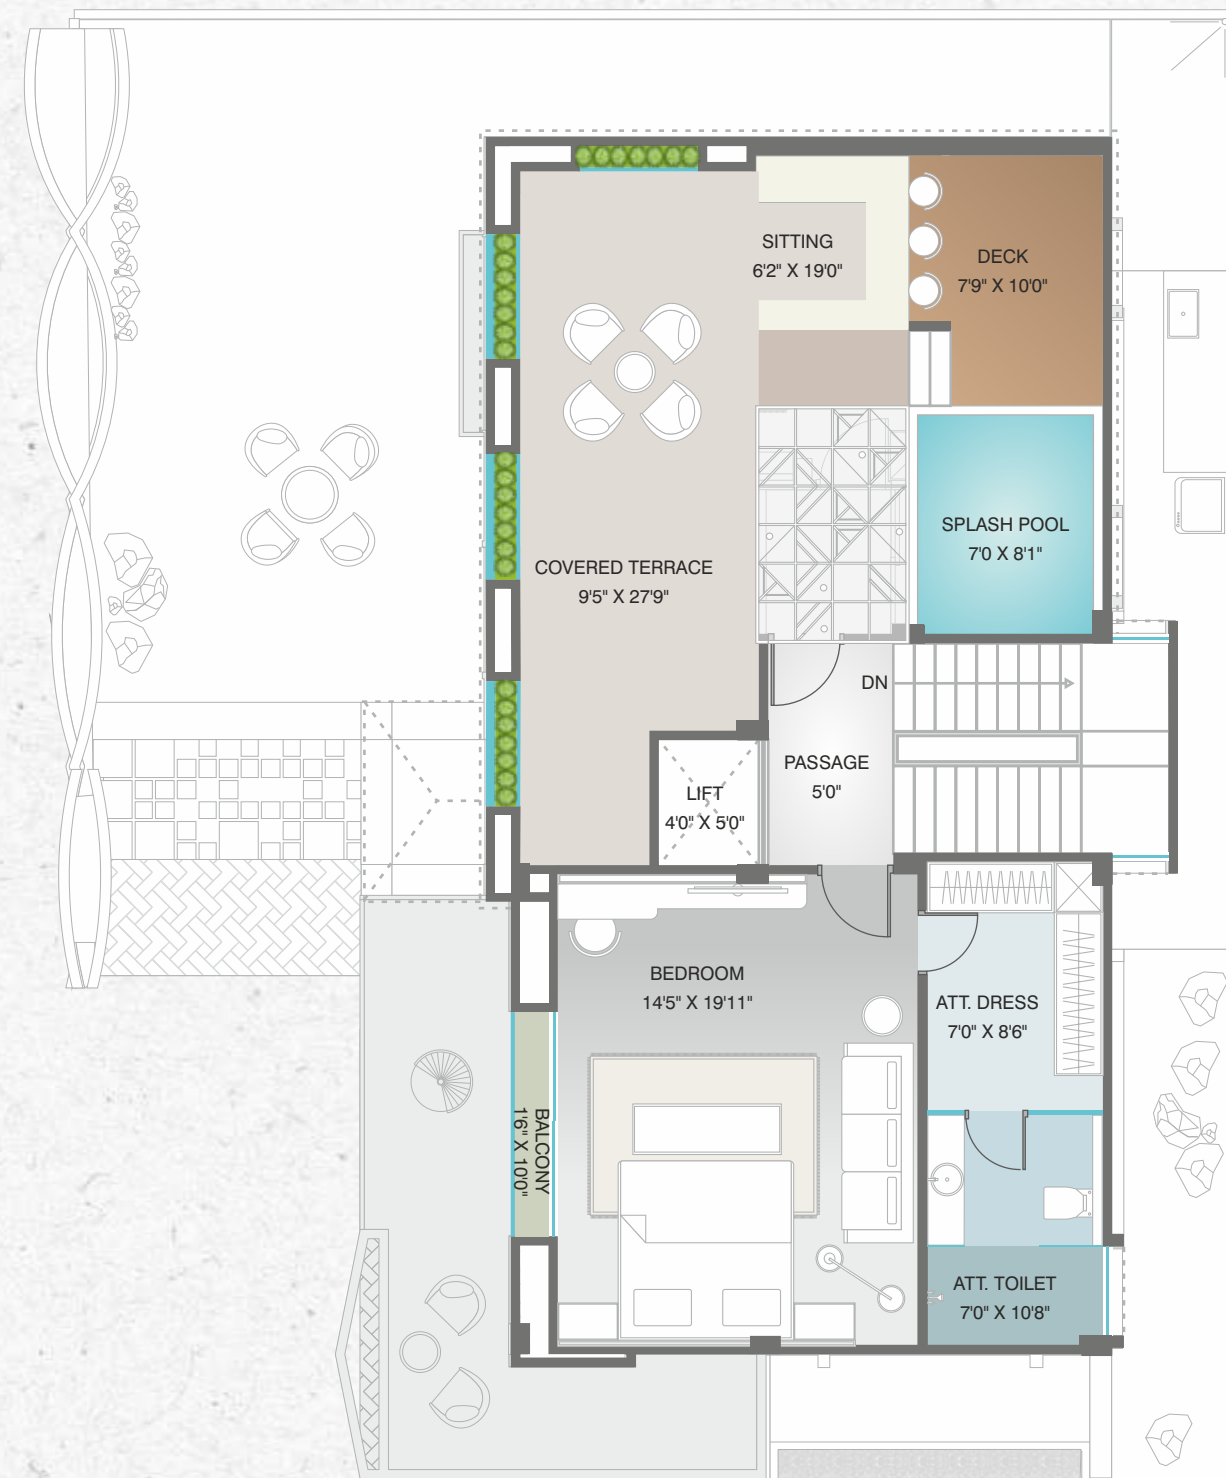 SITTING
6'2" X 19'0"
DECK
7'9" X 10'0"
SPLASH POOL
7'0 X 8'1"
COVERED TERRACE
9'5" X 27'9"
DN
PASSAGE
5'0"
LIFT
4'0" X 5'0"
BEDROOM
14'5" X 19'11"
ATT. DRESS
7'0" X 8'6"
BALCONY
1'6" X 10'0"
ATT. TOILET
7'0" X 10'8"